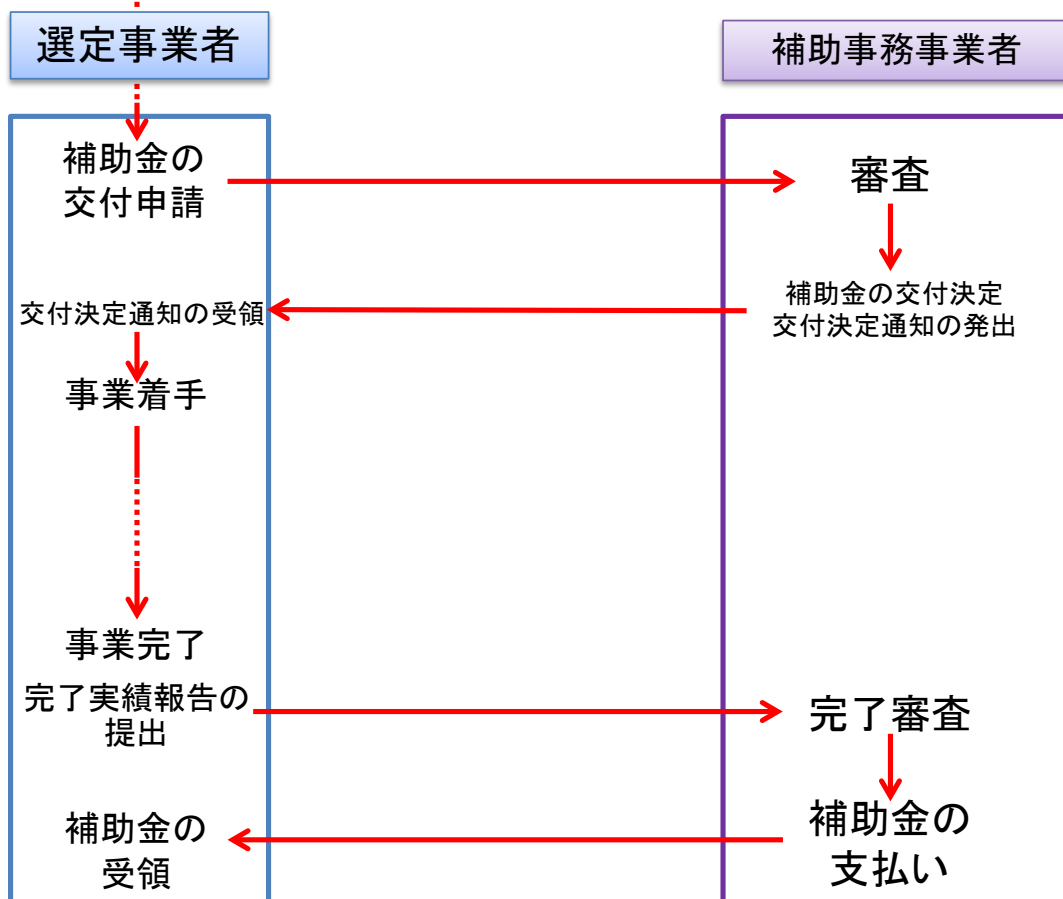 選定事業者
補助事務事業者
補助金の
交付申請
審査
交付決定通知の受領
補助金の交付決定
交付決定通知の発出
事業着手
事業完了
完了実績報告の
提出
完了審査
補助金の
受領
補助金の
支払い